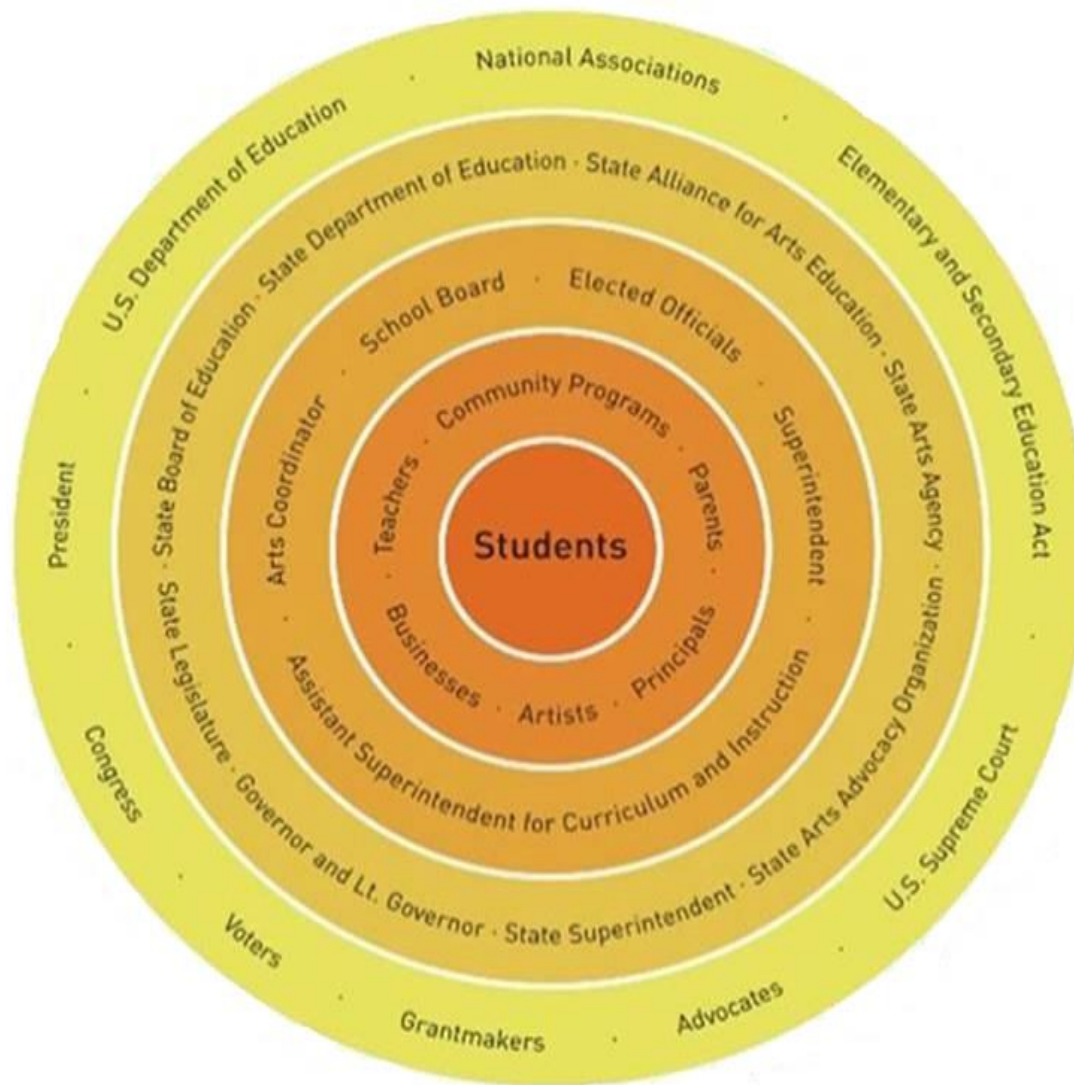 National Associations
Elementary and Secondary Education Act
U.S. Supreme Court
Advocates
Grantmakers
Voters
Congress
President
U.S. Department of Education
State Department of Education · State Alliance for Arts Education · State Arts Agency · State Arts Advocacy Organization · State Superintendent · Governor and Lt. Governor · State Legislature · State Board of Education ·
School Board · Elected Officials · Superintendent · Assistant Superintendent for Curriculum and Instruction · Arts Coordinator ·
Community Programs · Parents · Principals · Artists · Businesses · Teachers ·
Students